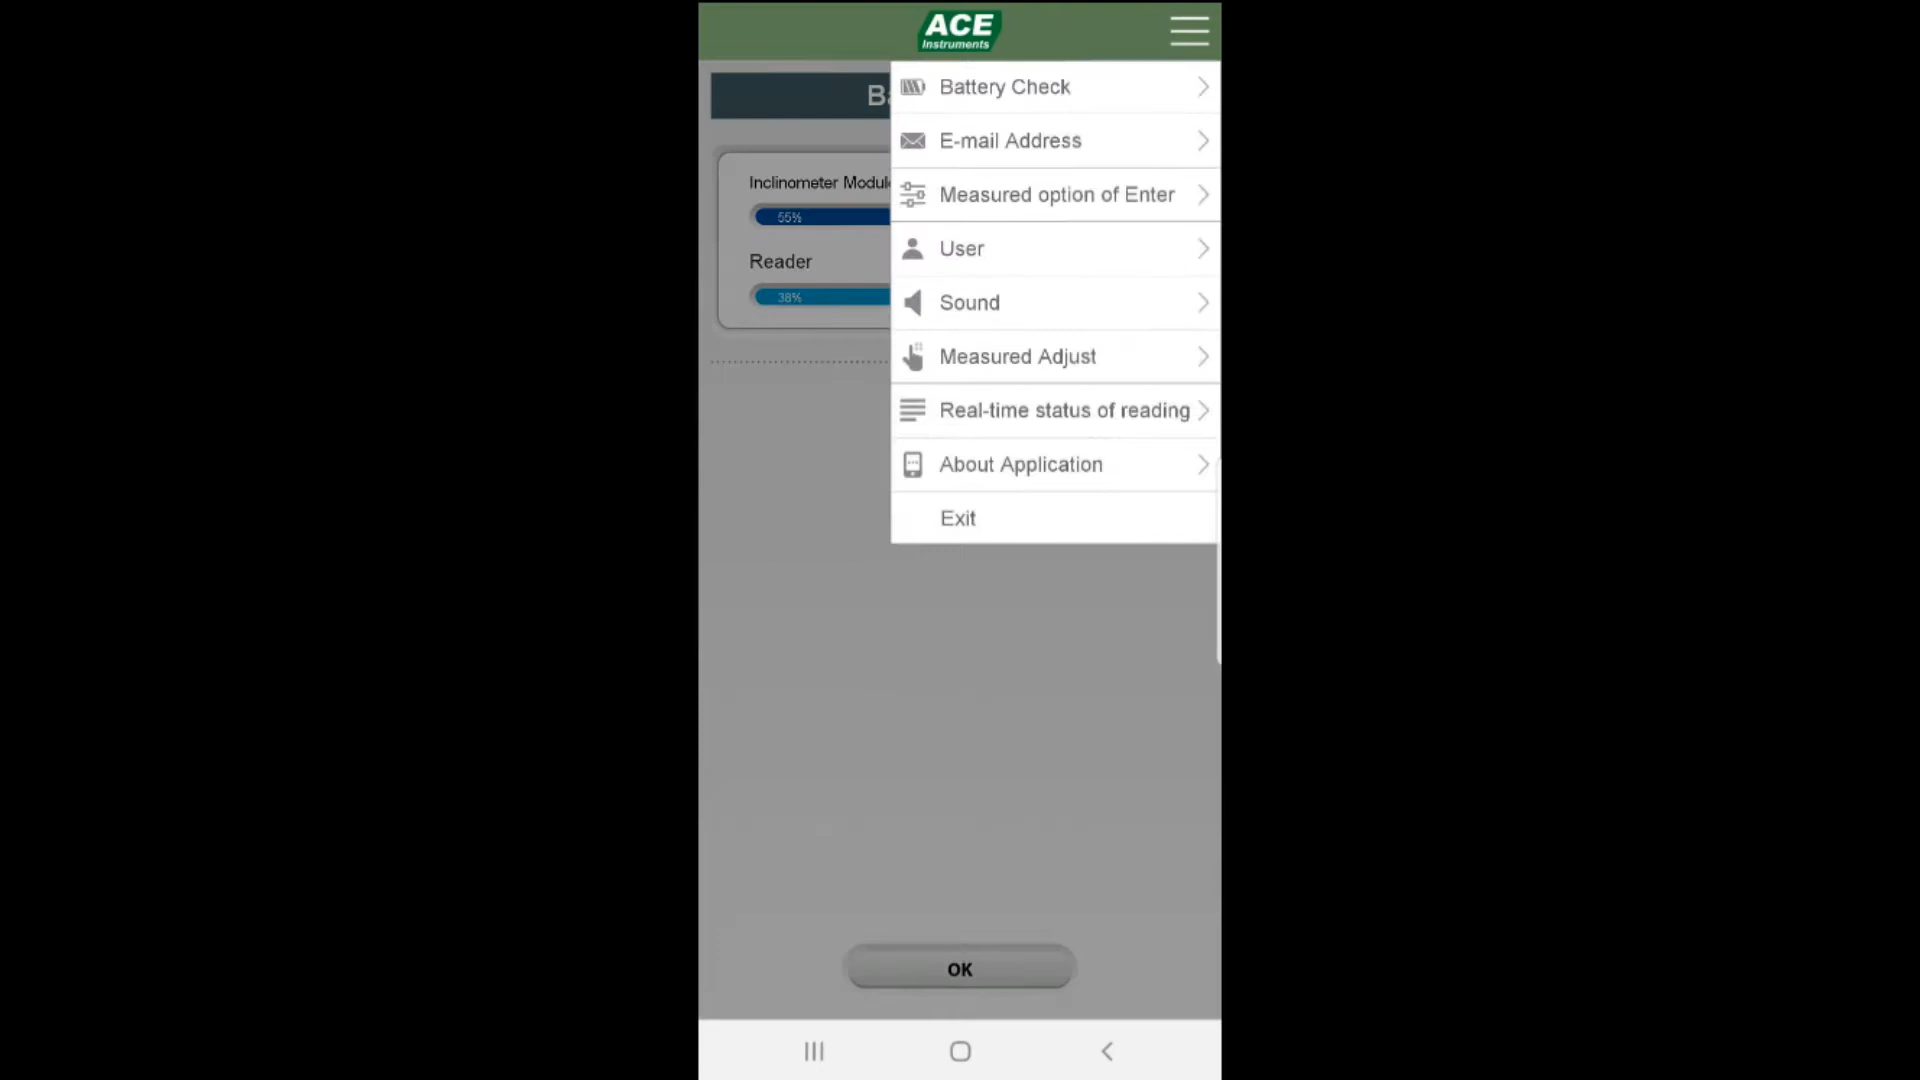 ACE
Instruments
Battery Check
E-mail Address
Measured option of Enter
User
Sound
Measured Adjust
Real-time status of reading
About Application
Exit
Inclinometer Modul
55%
Reader
38%
OK